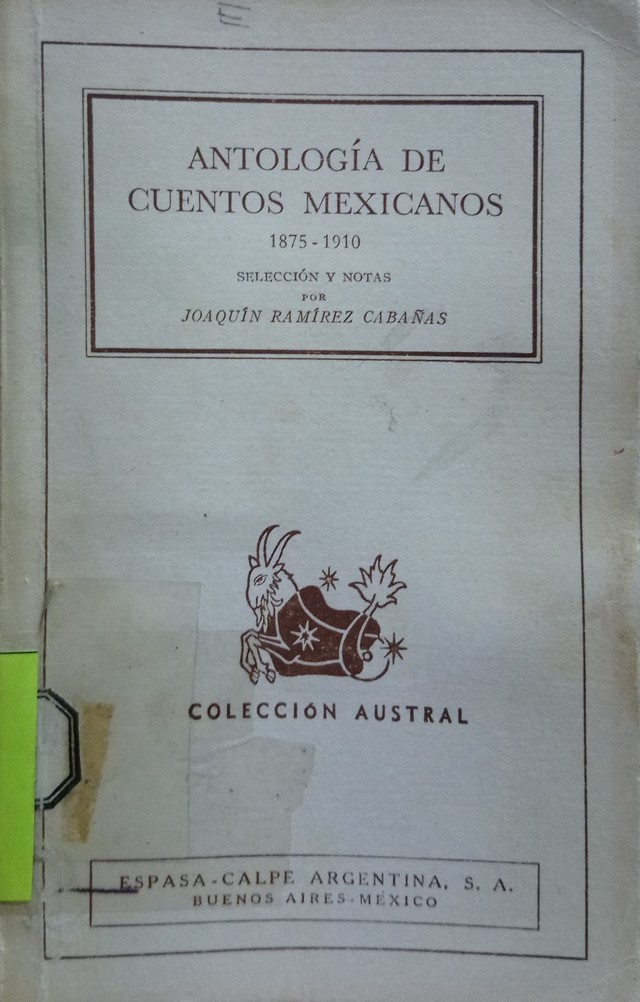 ANTOLOGÍA DE
CUENTOS MEXICANOS
1875-1910
SELECCIÓN Y NOTAS
POR
JOAQUÍN RAMÍREZ CABAÑAS
COLECCIÓN AUSTRAL
ESPASA-CALPE ARGENTINA, S. A.
BUENOS AIRES-MÉXICO